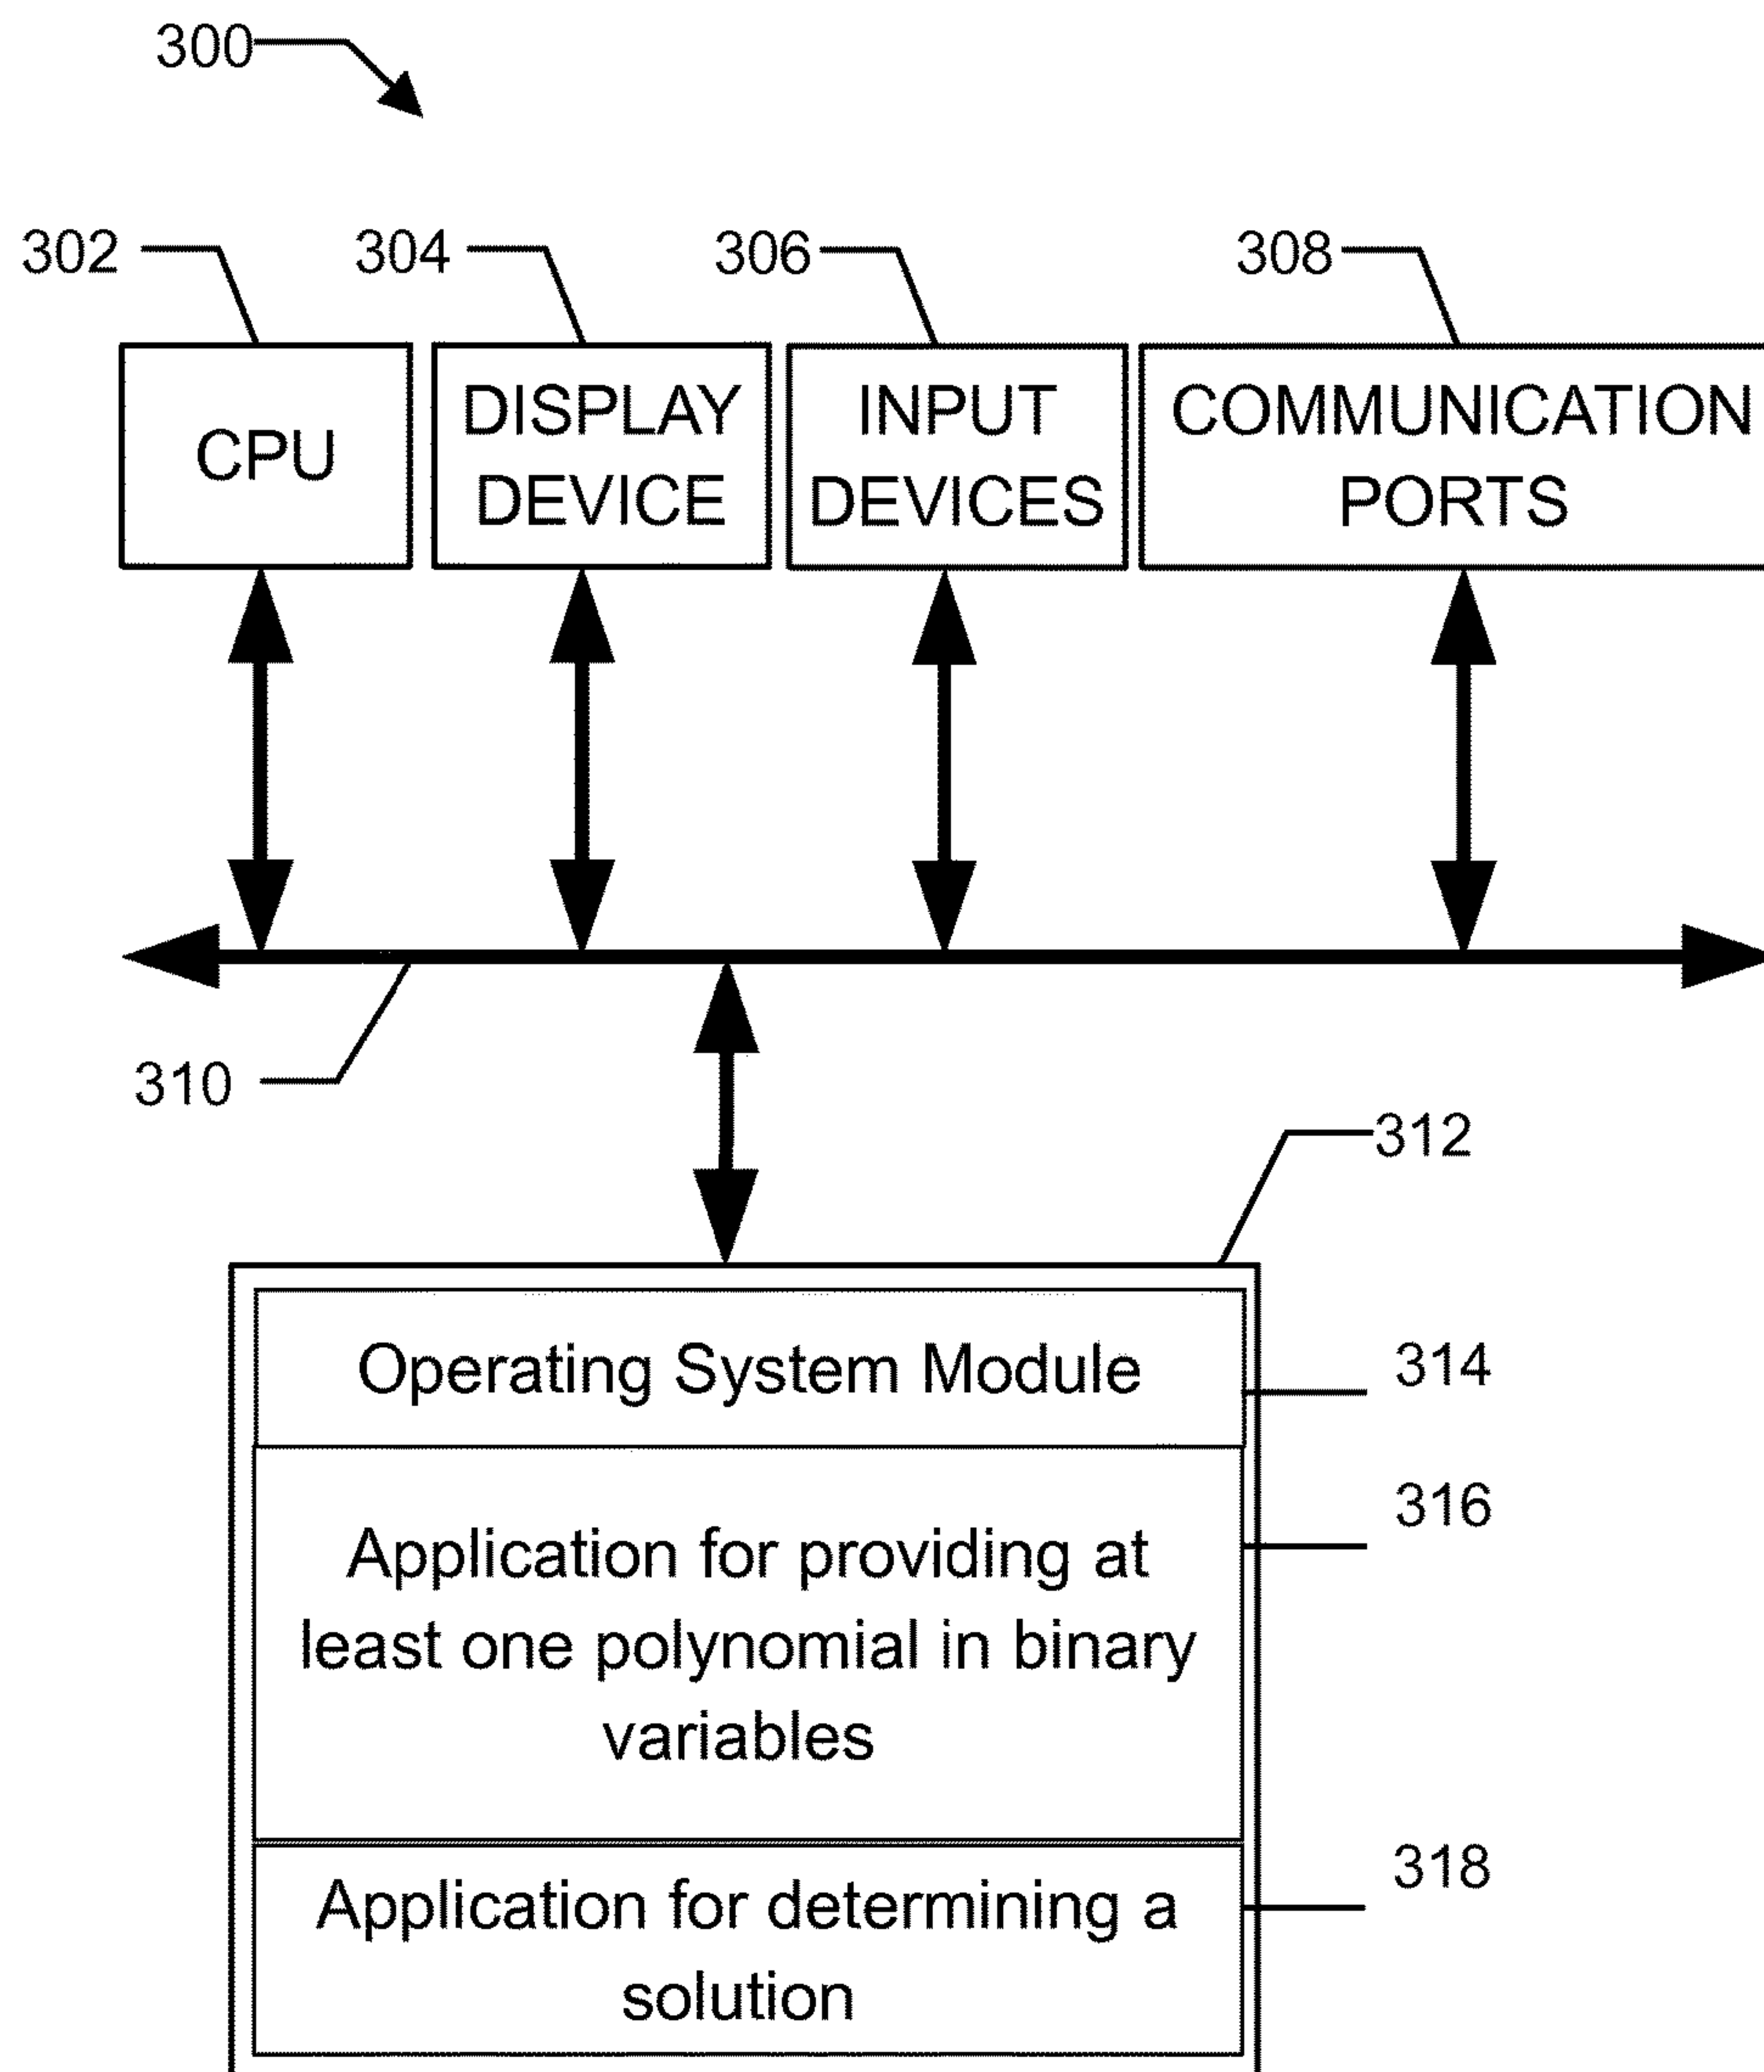 300
302
304
306
308
CPU
DISPLAY
DEVICE
INPUT
DEVICES
COMMUNICATION
PORTS
310
312
Operating System Module
314
316
Application for providing at
least one polynomial in binary
variables
318
Application for determining a
solution